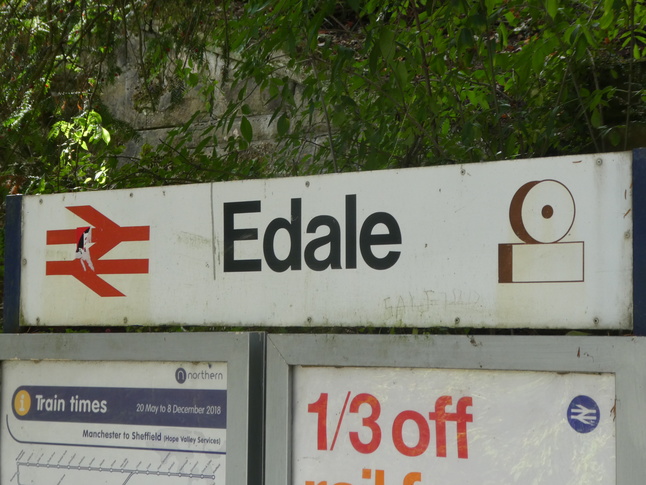 Edale
northern
i Train times
20 May to 8 December 2018
Manchester to Sheffield (Hope Valley Services)
1/3 off